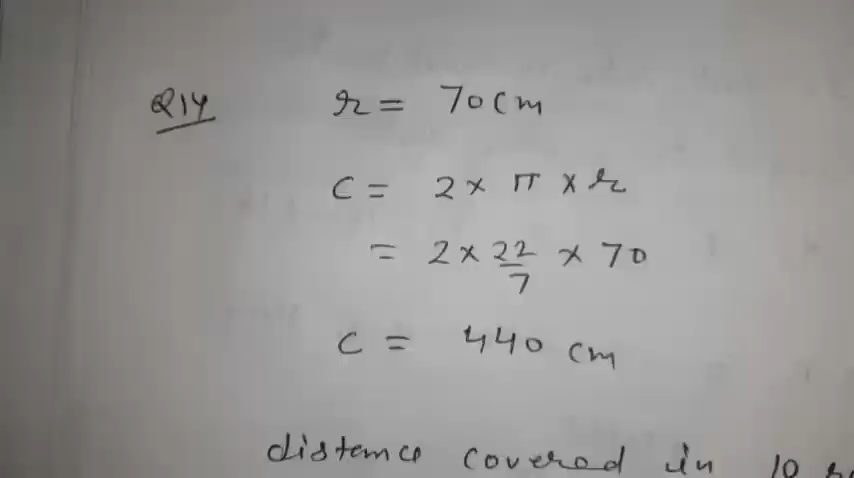 Q14 r = 70cm
C = 2 × π × r
= 2 × 22/7 × 70
C = 440 cm
distance covered in 10